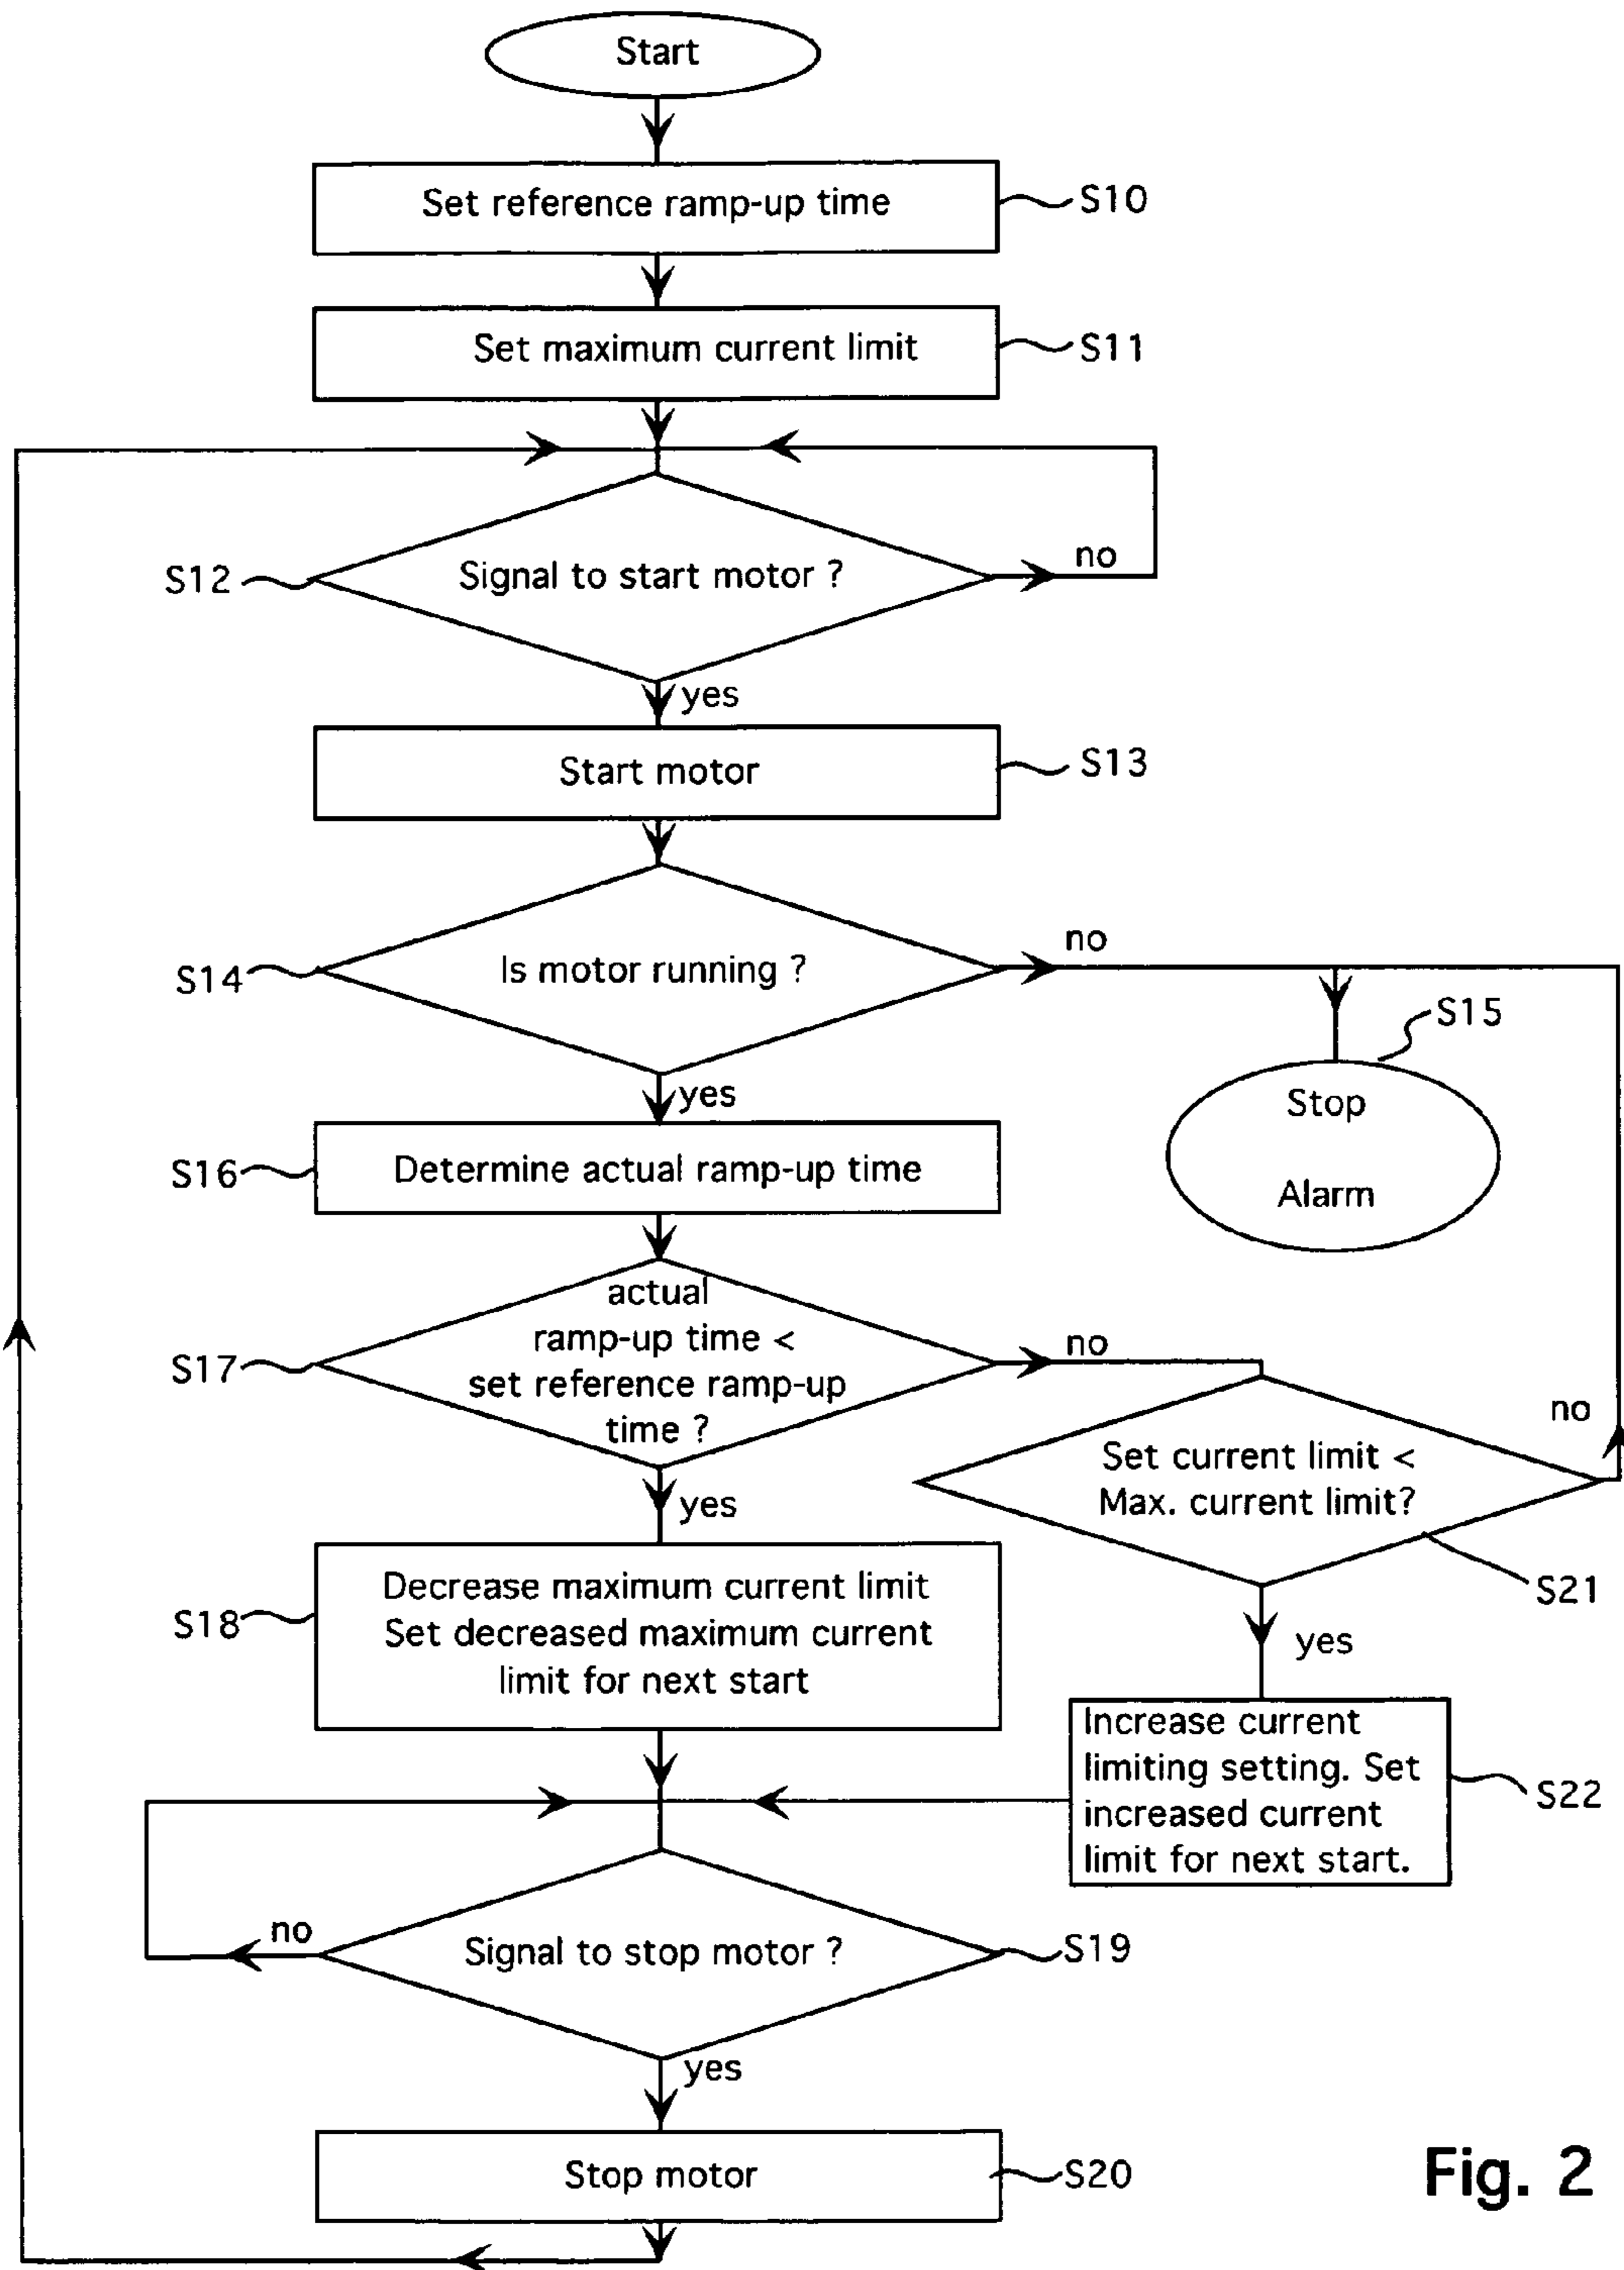 Start
Set reference ramp-up time
S10
Set maximum current limit
S11
S12
Signal to start motor ?
no
yes
Start motor
S13
S14
Is motor running ?
no
yes
S15
Stop
Alarm
S16
Determine actual ramp-up time
S17
actual
ramp-up time <
set reference ramp-up
time ?
no
yes
Set current limit <
Max. current limit?
no
S21
yes
S18
Decrease maximum current limit
Set decreased maximum current
limit for next start
Increase current
limiting setting. Set
increased current
limit for next start.
S22
no
Signal to stop motor ?
S19
yes
Stop motor
S20
Fig. 2